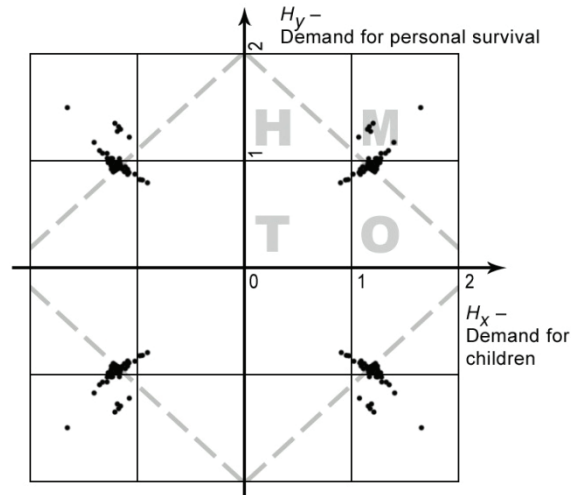 Hy –
Demand for personal survival
2
H M
1
T O
0 1 2
Hx –
Demand for
children